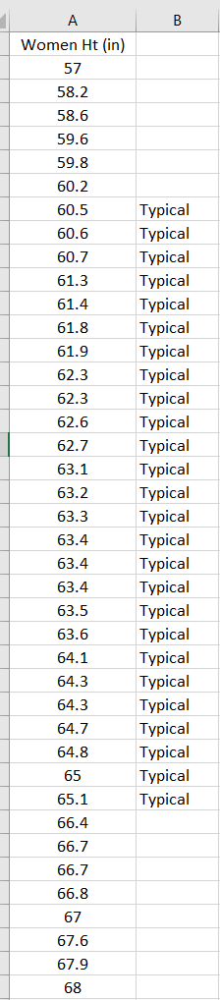 A B
Women Ht (in)
57
58.2
58.6
59.6
59.8
60.2
60.5 Typical
60.6 Typical
60.7 Typical
61.3 Typical
61.4 Typical
61.8 Typical
61.9 Typical
62.3 Typical
62.3 Typical
62.6 Typical
62.7 Typical
63.1 Typical
63.2 Typical
63.3 Typical
63.4 Typical
63.4 Typical
63.4 Typical
63.5 Typical
63.6 Typical
64.1 Typical
64.3 Typical
64.3 Typical
64.7 Typical
64.8 Typical
65 Typical
65.1 Typical
66.4
66.7
66.7
66.8
67
67.6
67.9
68